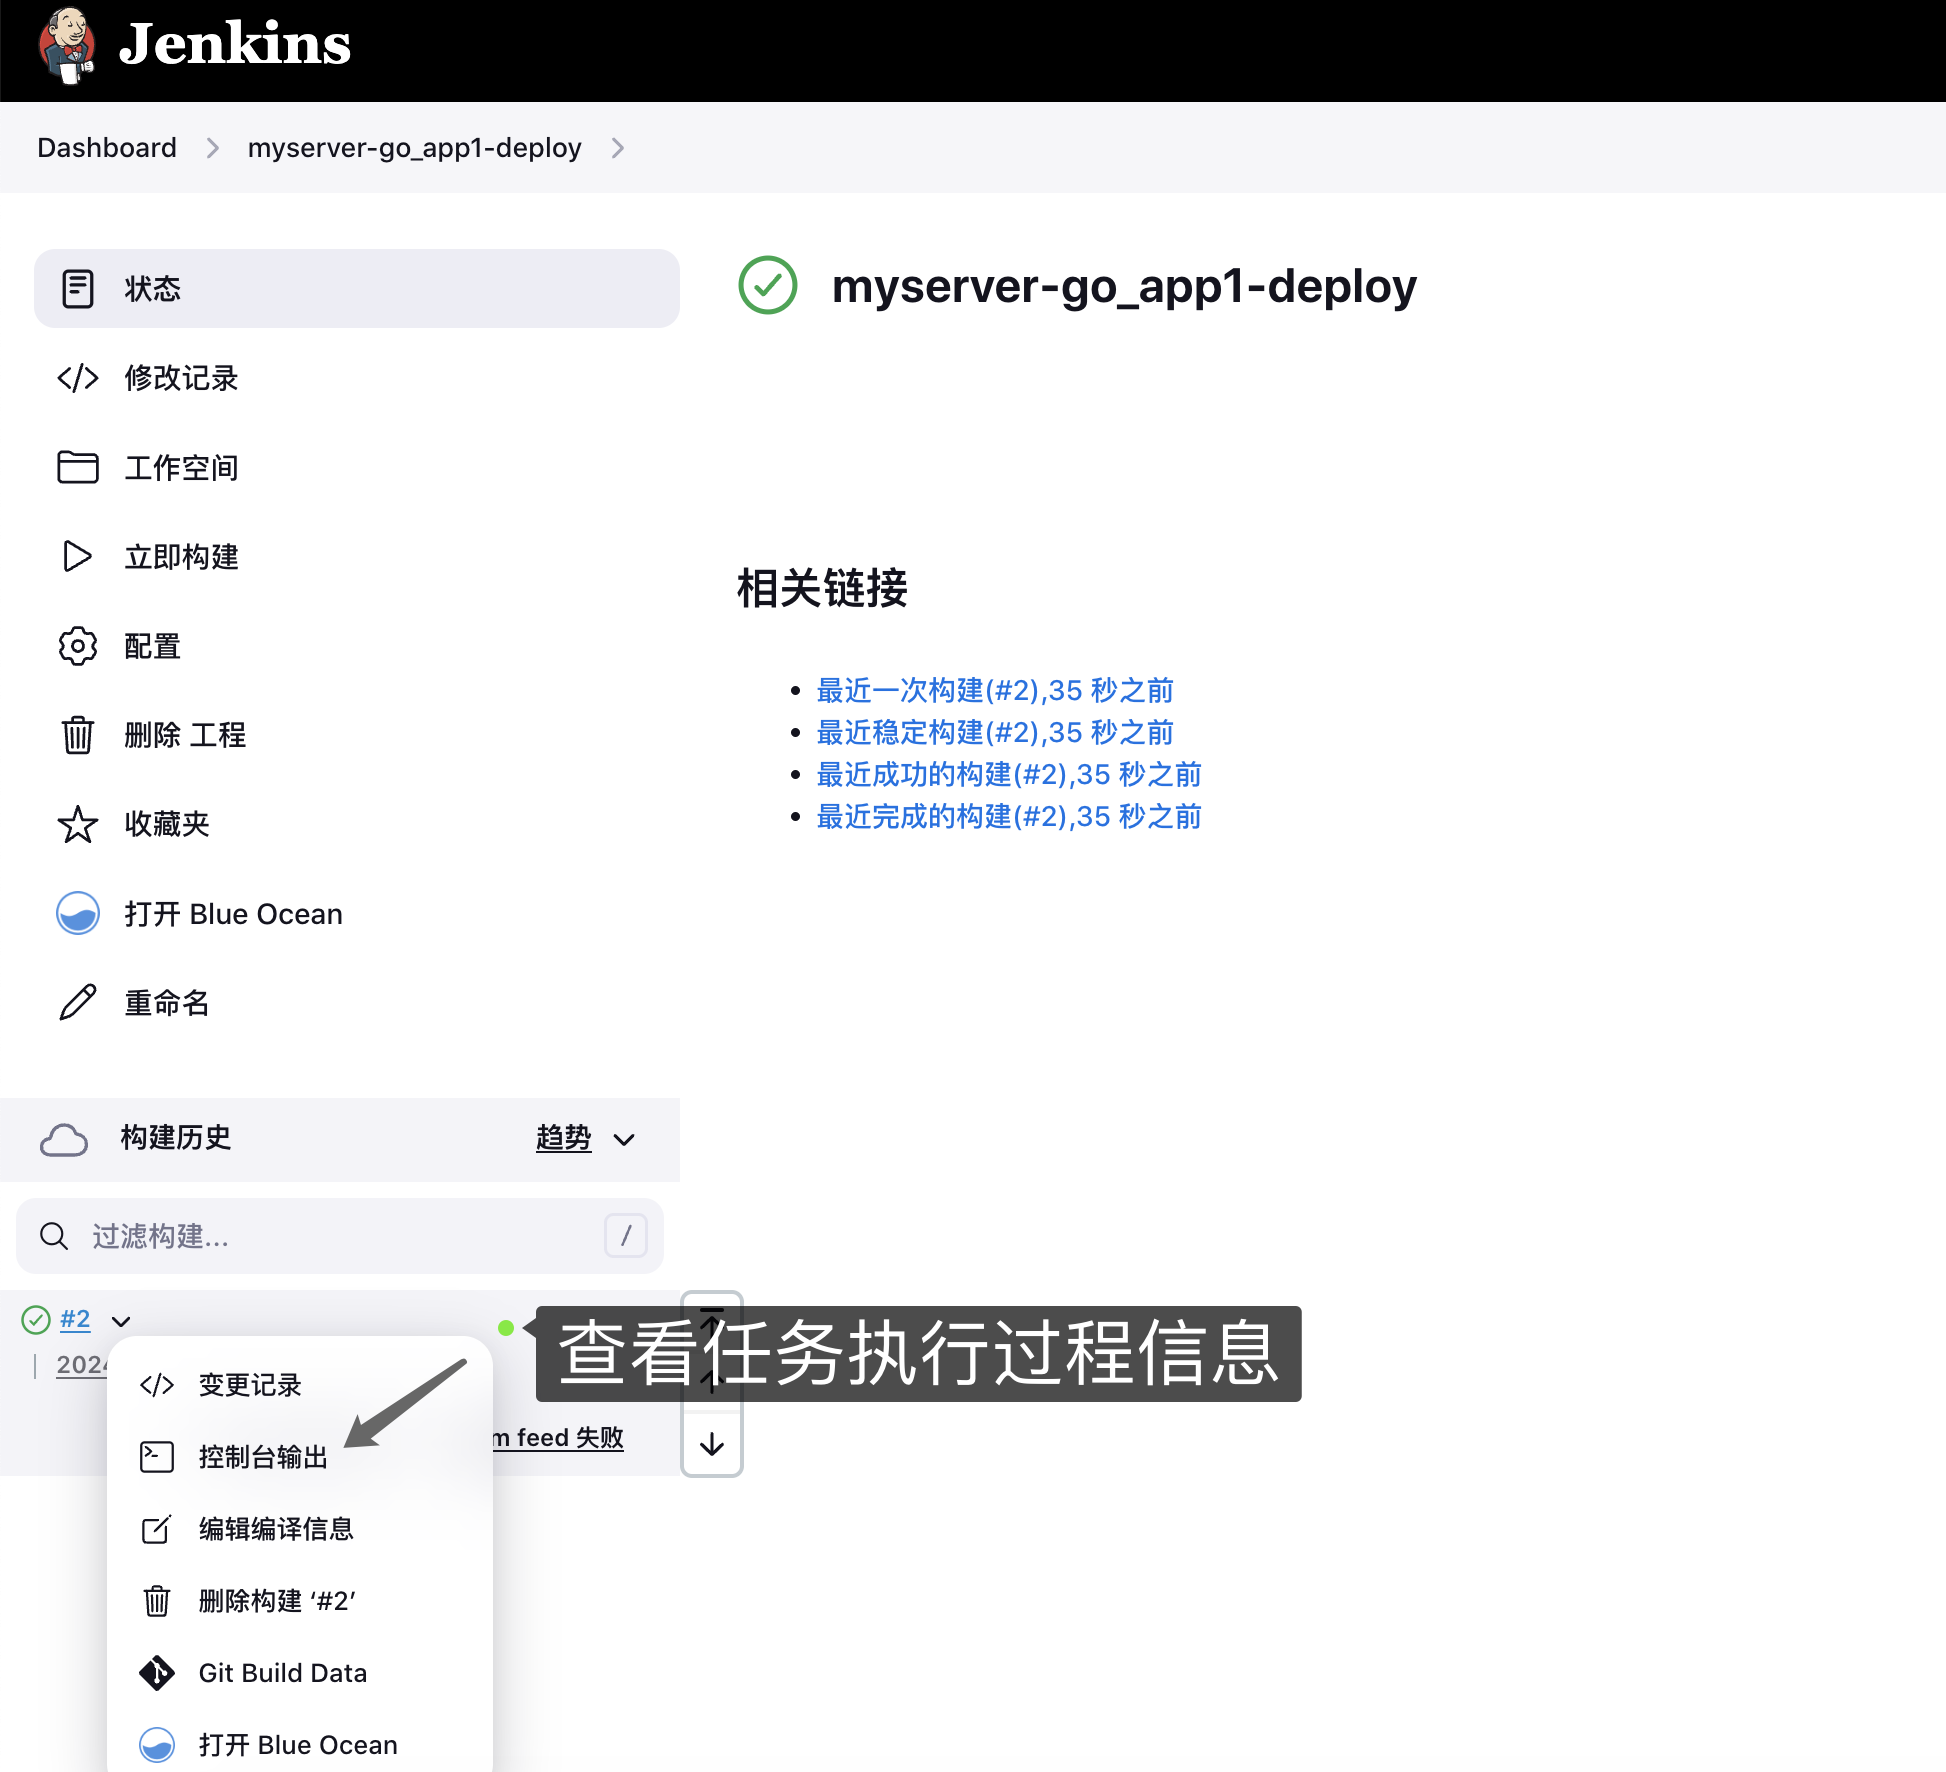 Jenkins
Dashboard
myserver-go_app1-deploy
状态
修改记录
工作空间
立即构建
配置
删除 工程
收藏夹
打开 Blue Ocean
重命名
myserver-go_app1-deploy
相关链接
最近一次构建(#2),35 秒之前
最近稳定构建(#2),35 秒之前
最近成功的构建(#2),35 秒之前
最近完成的构建(#2),35 秒之前
构建历史
趋势
过滤构建...
/
#2
查看任务执行过程信息
变更记录
控制台输出
feed 失败
编辑编译信息
删除构建 ‘#2’
Git Build Data
打开 Blue Ocean